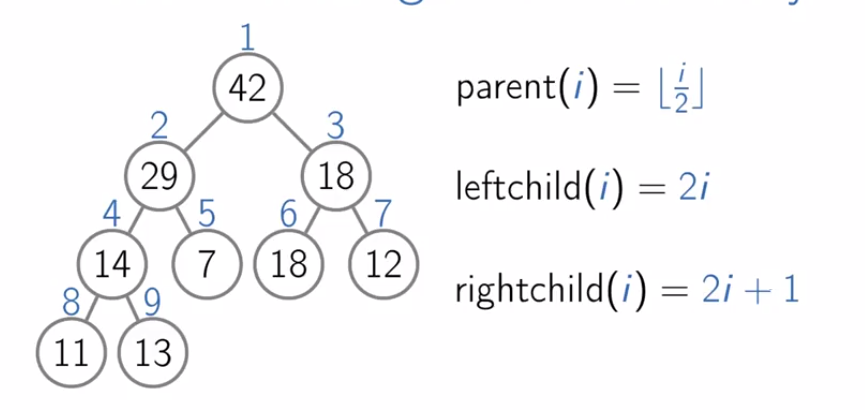 1
42
2 3
29 18
4 5 6 7
14 7 18 12
8 9
11 13
parent(i) = ⌊i/2⌋
leftchild(i) = 2i
rightchild(i) = 2i + 1